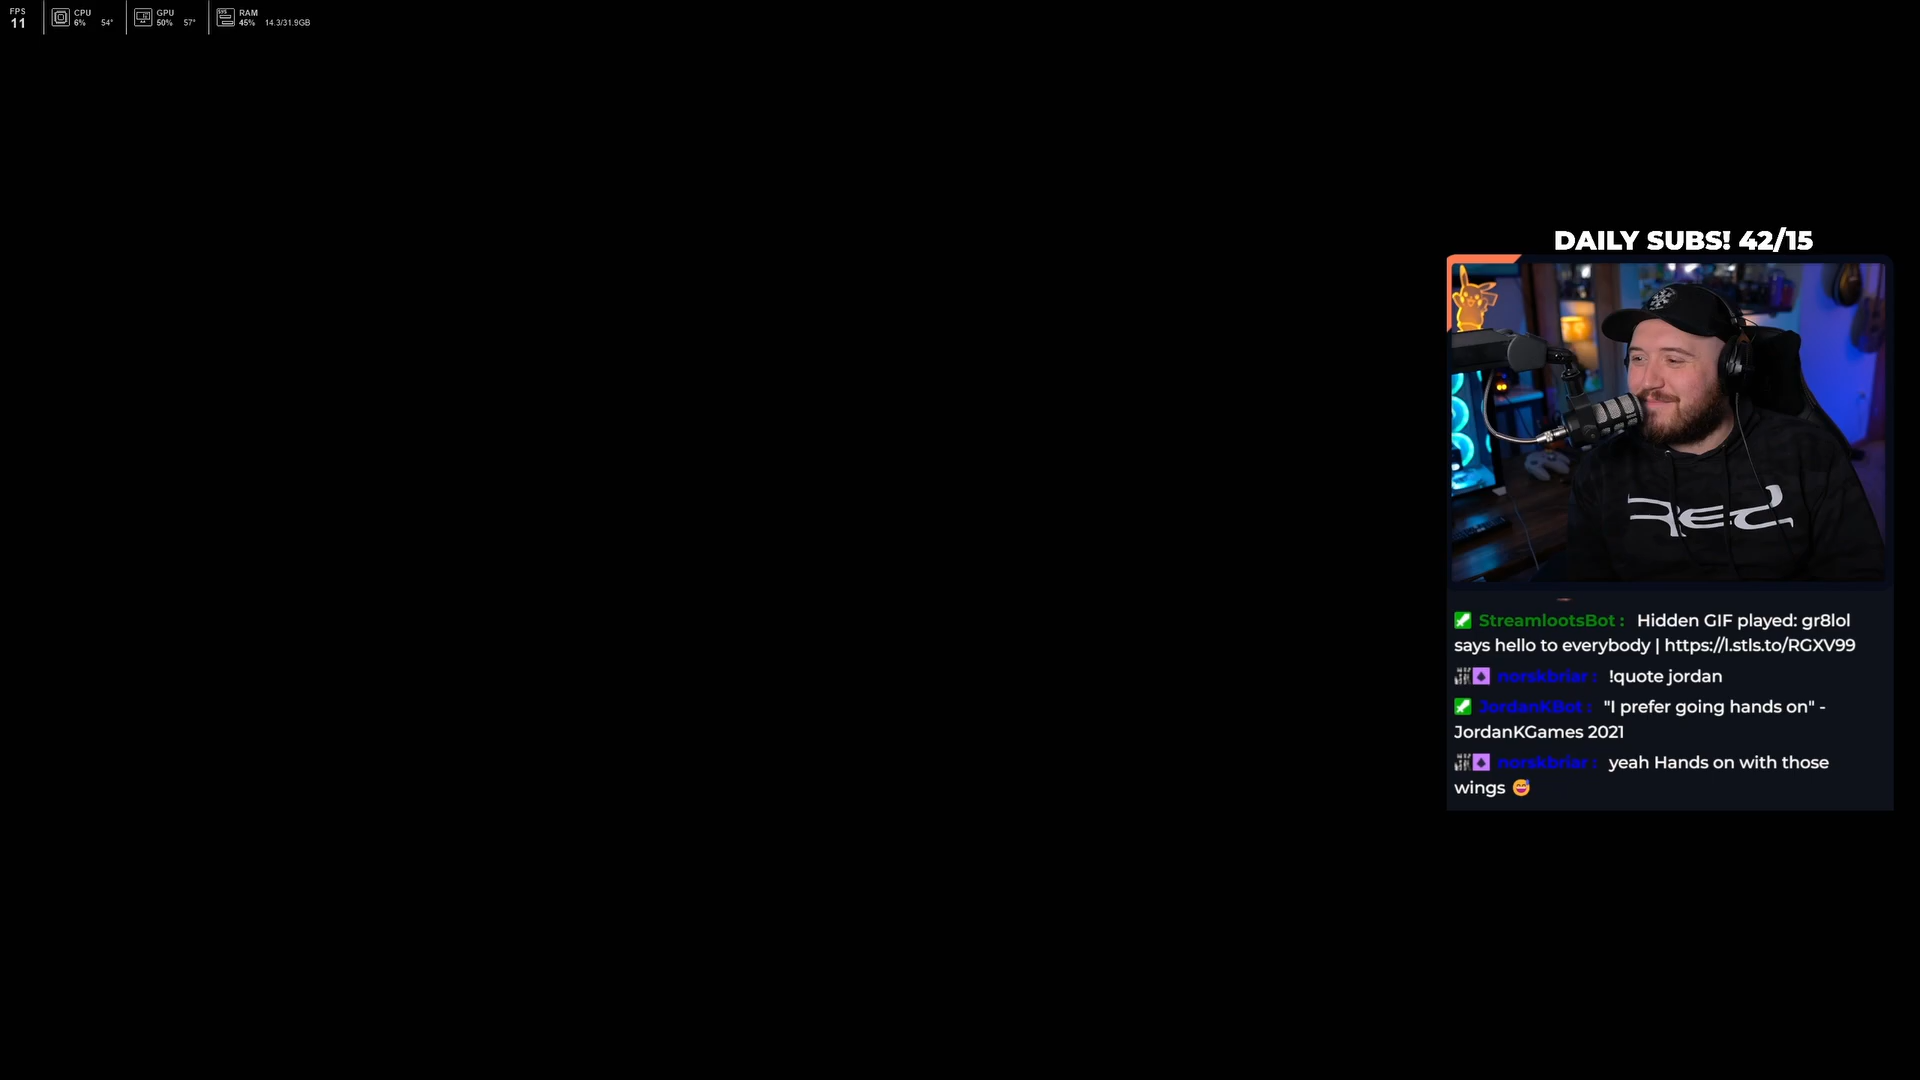 FPS
11
CPU
6% 54°
GPU
50% 57°
RAM
45% 14.3/31.9GB
DAILY SUBS! 42/15
StreamlootsBot : Hidden GIF played: gr8lol
says hello to everybody | https://l.stls.to/RGXV99
norskbriar : !quote jordan
JordanKBot : "I prefer going hands on" -
JordanKGames 2021
norskbriar : yeah Hands on with those
wings 😅